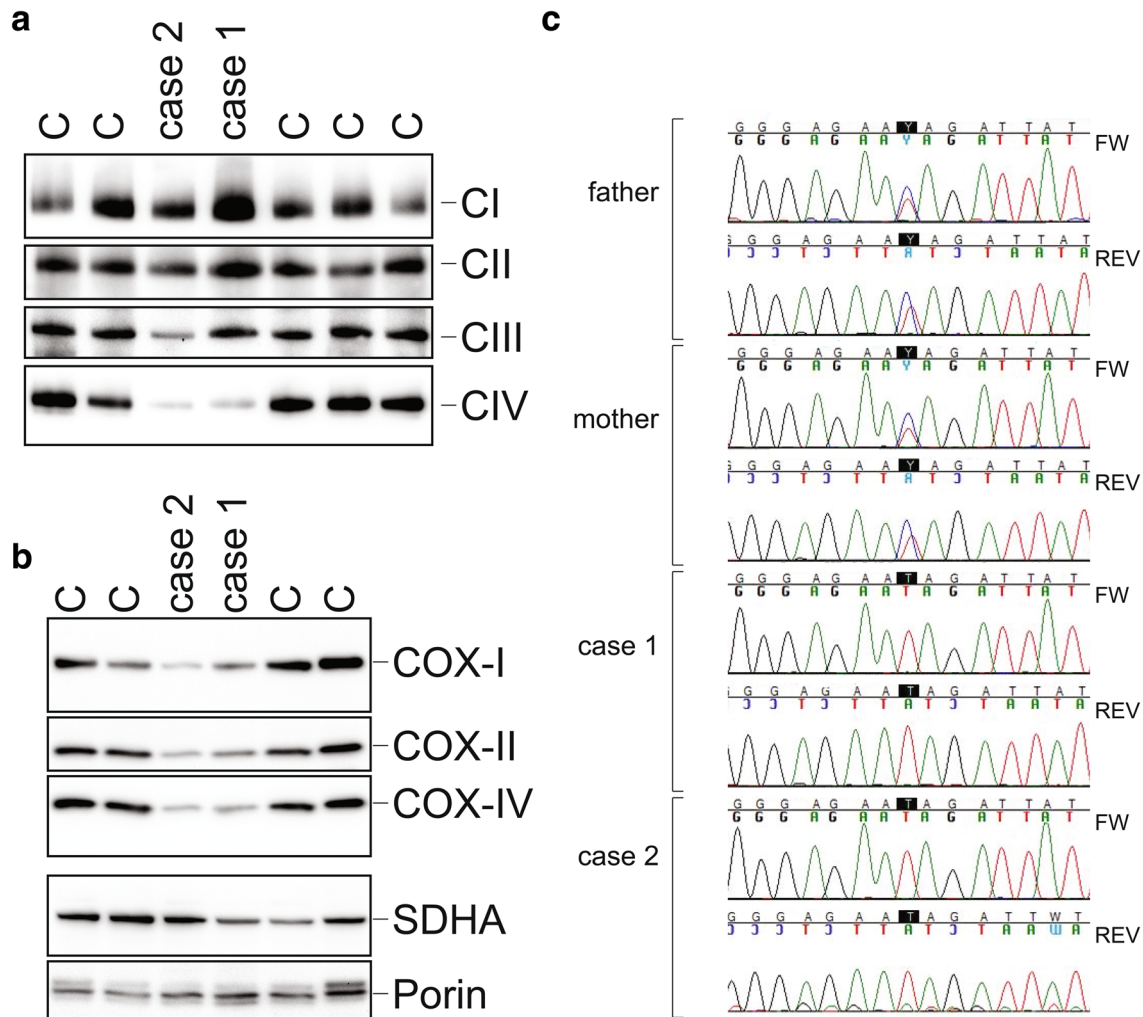 a
C
C
case 2
case 1
C
C
C
CI
CII
CIII
CIV
b
C
C
case 2
case 1
C
C
COX-I
COX-II
COX-IV
SDHA
Porin
c
father
G G G A G A A Y A G A T T A T
G G G A G A A Y A G A T T A T
FW
G G G A G A A Y A G A T T A T
C C C T C T T R T C T A A T A
REV
mother
G G G A G A A Y A G A T T A T
G G G A G A A Y A G A T T A T
FW
G G G A G A A Y A G A T T A T
C C C T C T T R T C T A A T A
REV
case 1
G G G A G A A T A G A T T A T
G G G A G A A T A G A T T A T
FW
G G A G A A T A G A T T A T
C C T C T T A T C T A A T A
REV
case 2
G G G A G A A T A G A T T A T
G G G A G A A T A G A T T A T
FW
G G G A G A A T A G A T T W T
C C C T C T T A T C T A A W A
REV